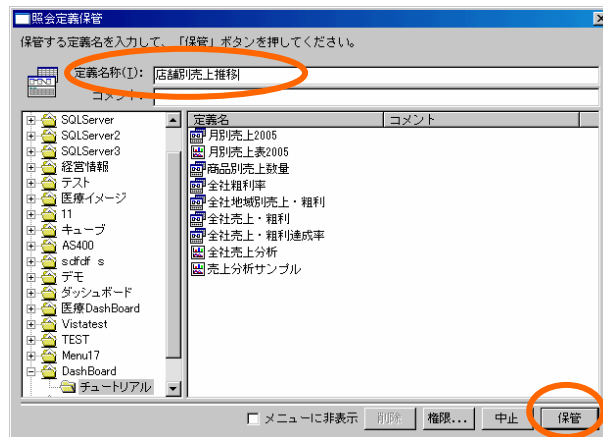 照会定義保管
保管する定義名を入力して、「保管」ボタンを押してください。
定義名称(I): 店舗別売上推移
コメント:
SQLServer
SQLServer2
SQLServer3
経営情報
テスト
医療イメージ
11
キューブ
AS400
sdfdf s
デモ
ダッシュボード
医療DashBoard
Vistatest
TEST
Menu17
DashBoard
チュートリアル
定義名 コメント
月別売上2005
月別売上表2005
商品別売上数量
全社粗利率
全社地域別売上・粗利
全社売上・粗利
全社売上・粗利達成率
全社売上分析
売上分析サンプル
メニューに非表示 削除 権限... 中止 保管